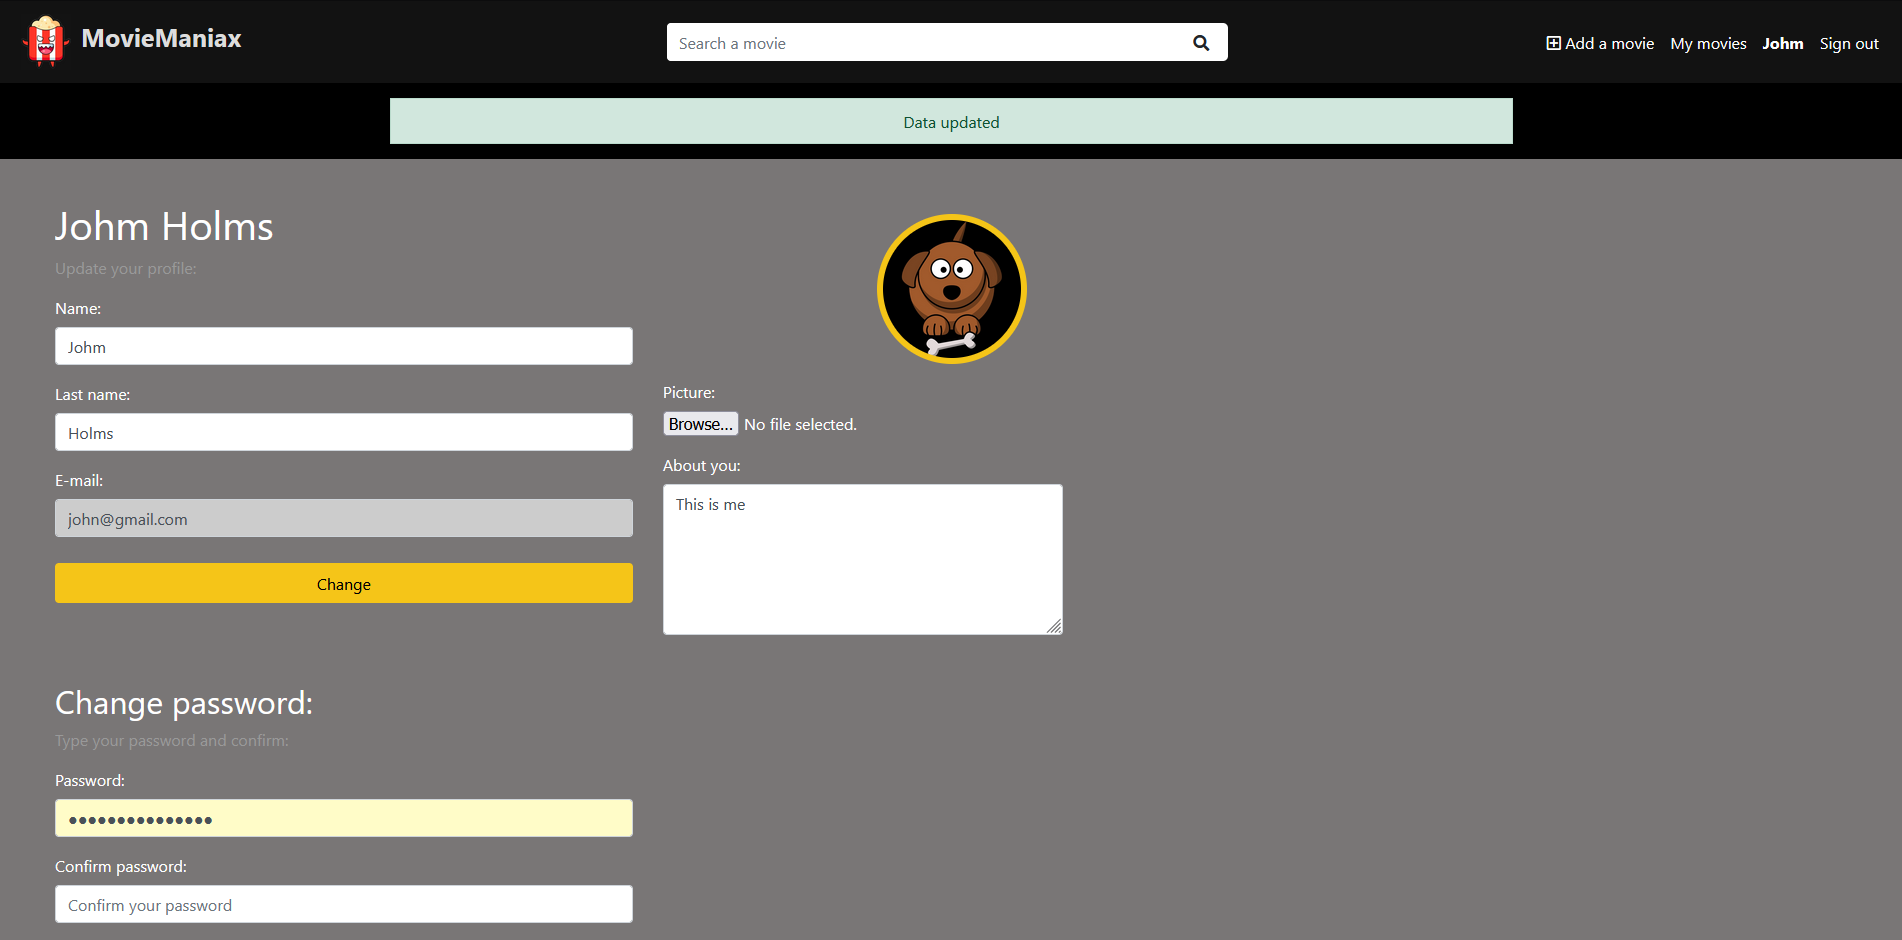 MovieManiax
Search a movie
Add a movie My movies Johm Sign out
Data updated
Johm Holms
Update your profile:
Name:
Johm
Last name:
Holms
E-mail:
john@gmail.com
Change
Picture:
Browse... No file selected.
About you:
This is me
Change password:
Type your password and confirm:
Password:
●●●●●●●●●●●●●●●
Confirm password:
Confirm your password